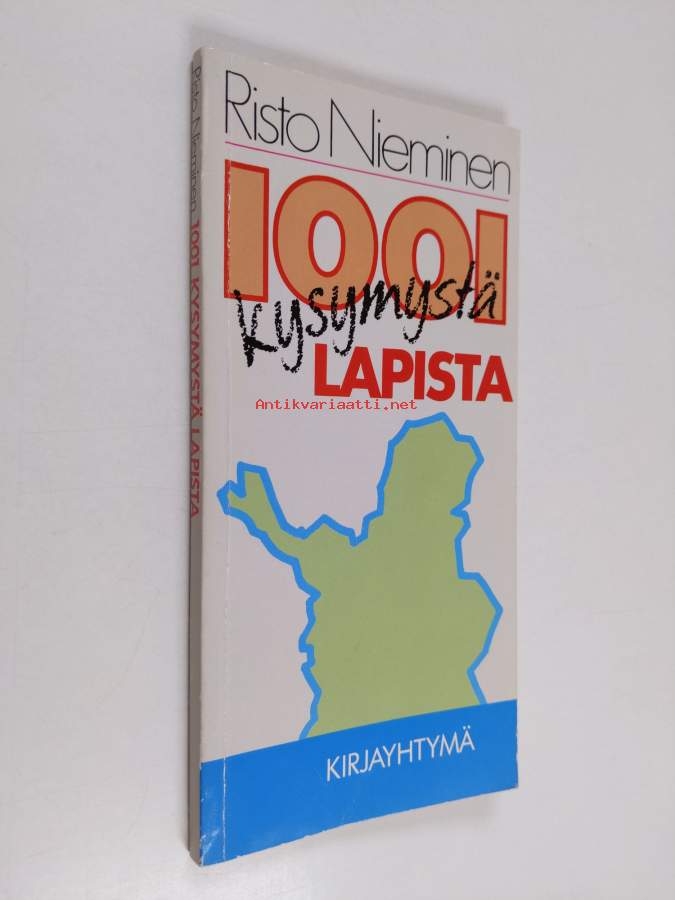 Risto Nieminen
1001
kysymystä
LAPISTA
Antikvariaatti.net
KIRJAYHTYMÄ
Risto Nieminen 1001 KYSYMYSTÄ LAPISTA